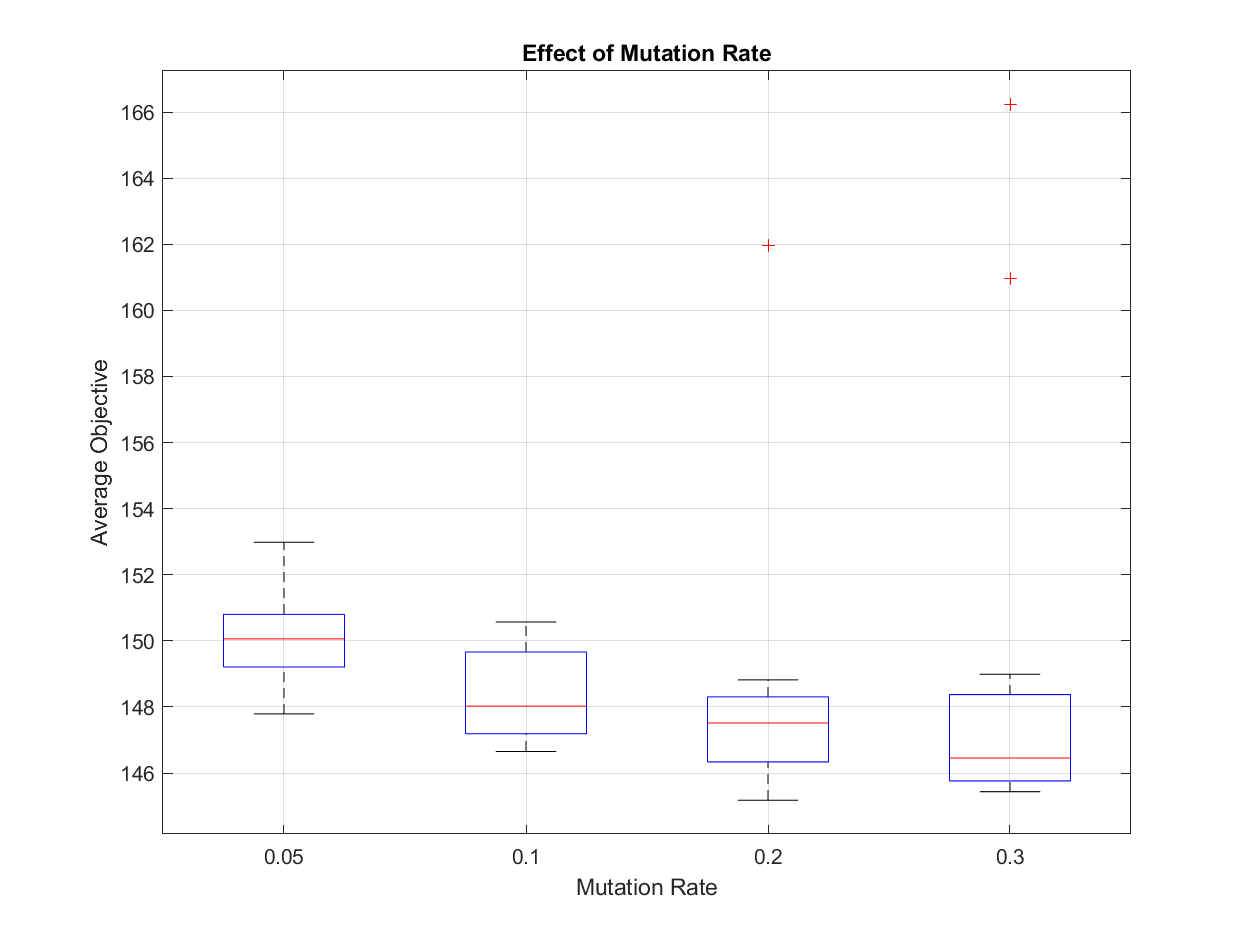 Effect of Mutation Rate
166
164
162
160
158
156
154
152
150
148
146
Average Objective
0.05 0.1 0.2 0.3
Mutation Rate